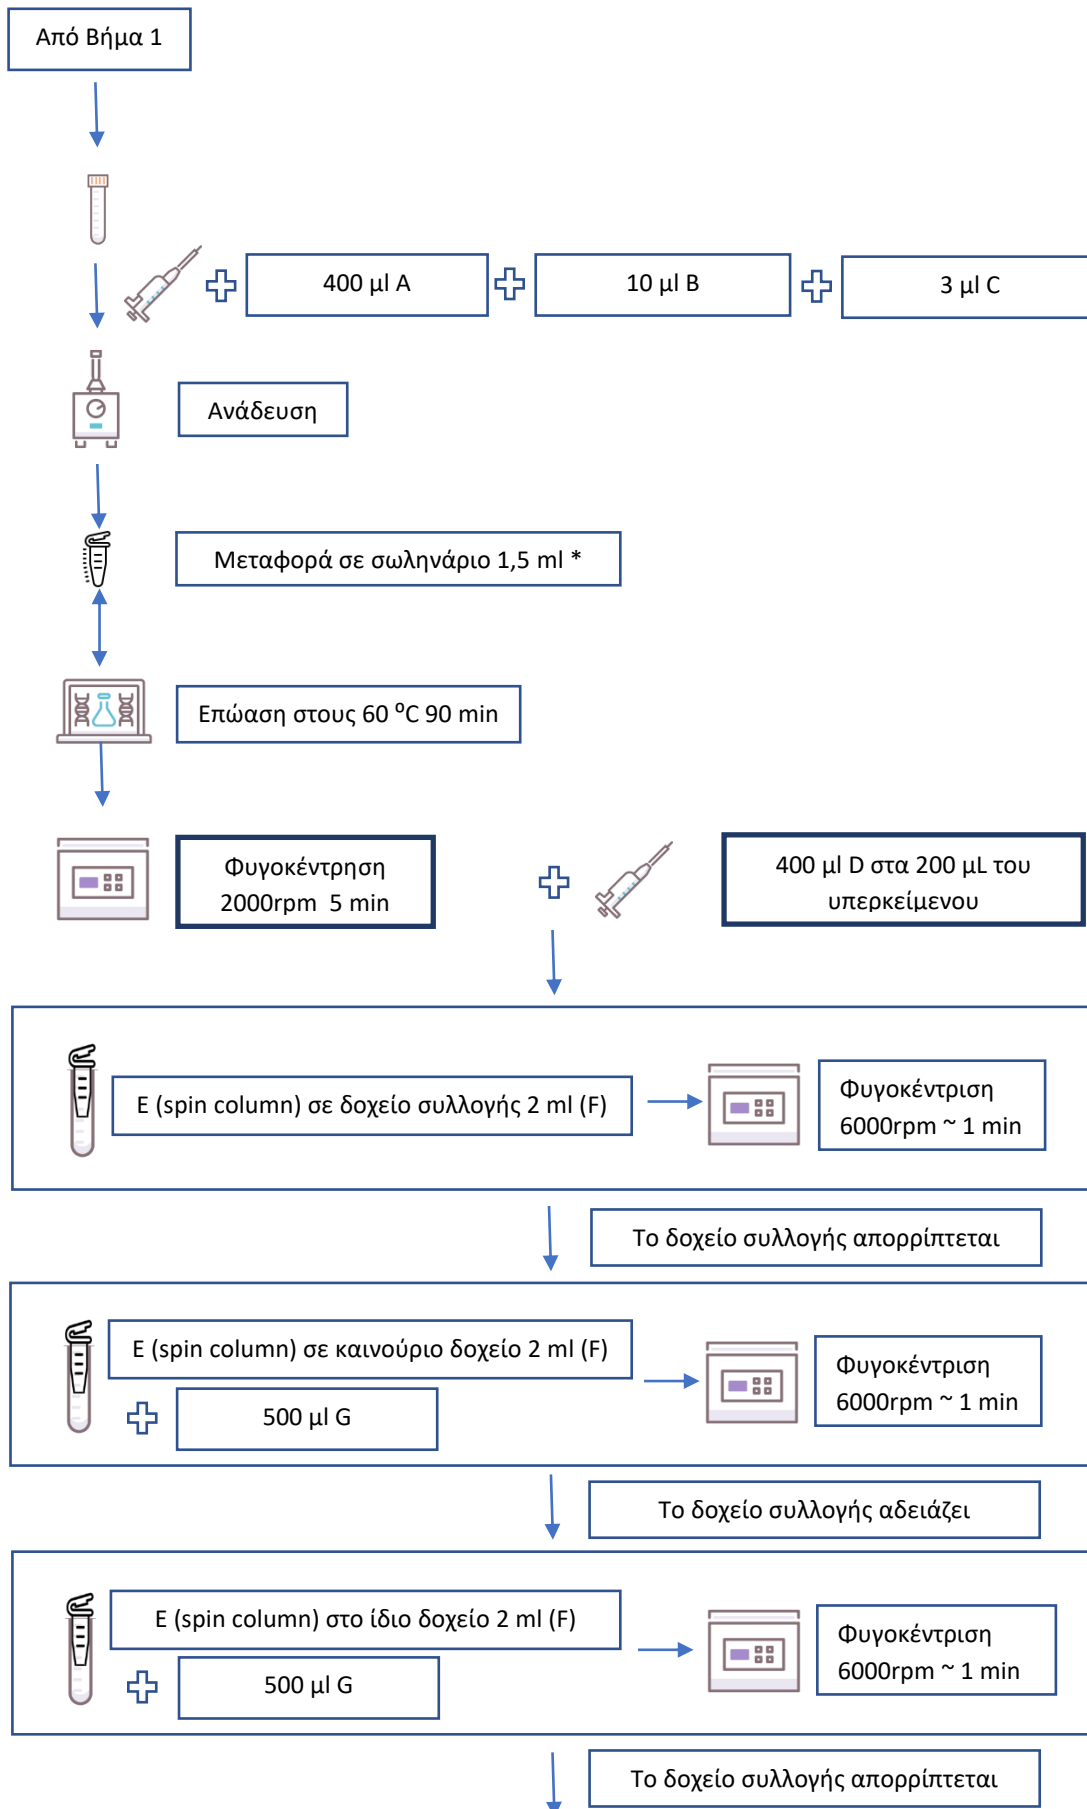 Από Βήμα 1
400 μl A
10 μl B
3 μl C
Ανάδευση
Μεταφορά σε σωληνάριο 1,5 ml *
Επώαση στους 60 ⁰C 90 min
Φυγοκέντρηση
2000rpm 5 min
400 μl D στα 200 μL του
υπερκείμενου
E (spin column) σε δοχείο συλλογής 2 ml (F)
Φυγοκέντριση
6000rpm ~ 1 min
Το δοχείο συλλογής απορρίπτεται
E (spin column) σε καινούριο δοχείο 2 ml (F)
500 μl G
Φυγοκέντριση
6000rpm ~ 1 min
Το δοχείο συλλογής αδειάζει
E (spin column) στο ίδιο δοχείο 2 ml (F)
500 μl G
Φυγοκέντριση
6000rpm ~ 1 min
Το δοχείο συλλογής απορρίπτεται